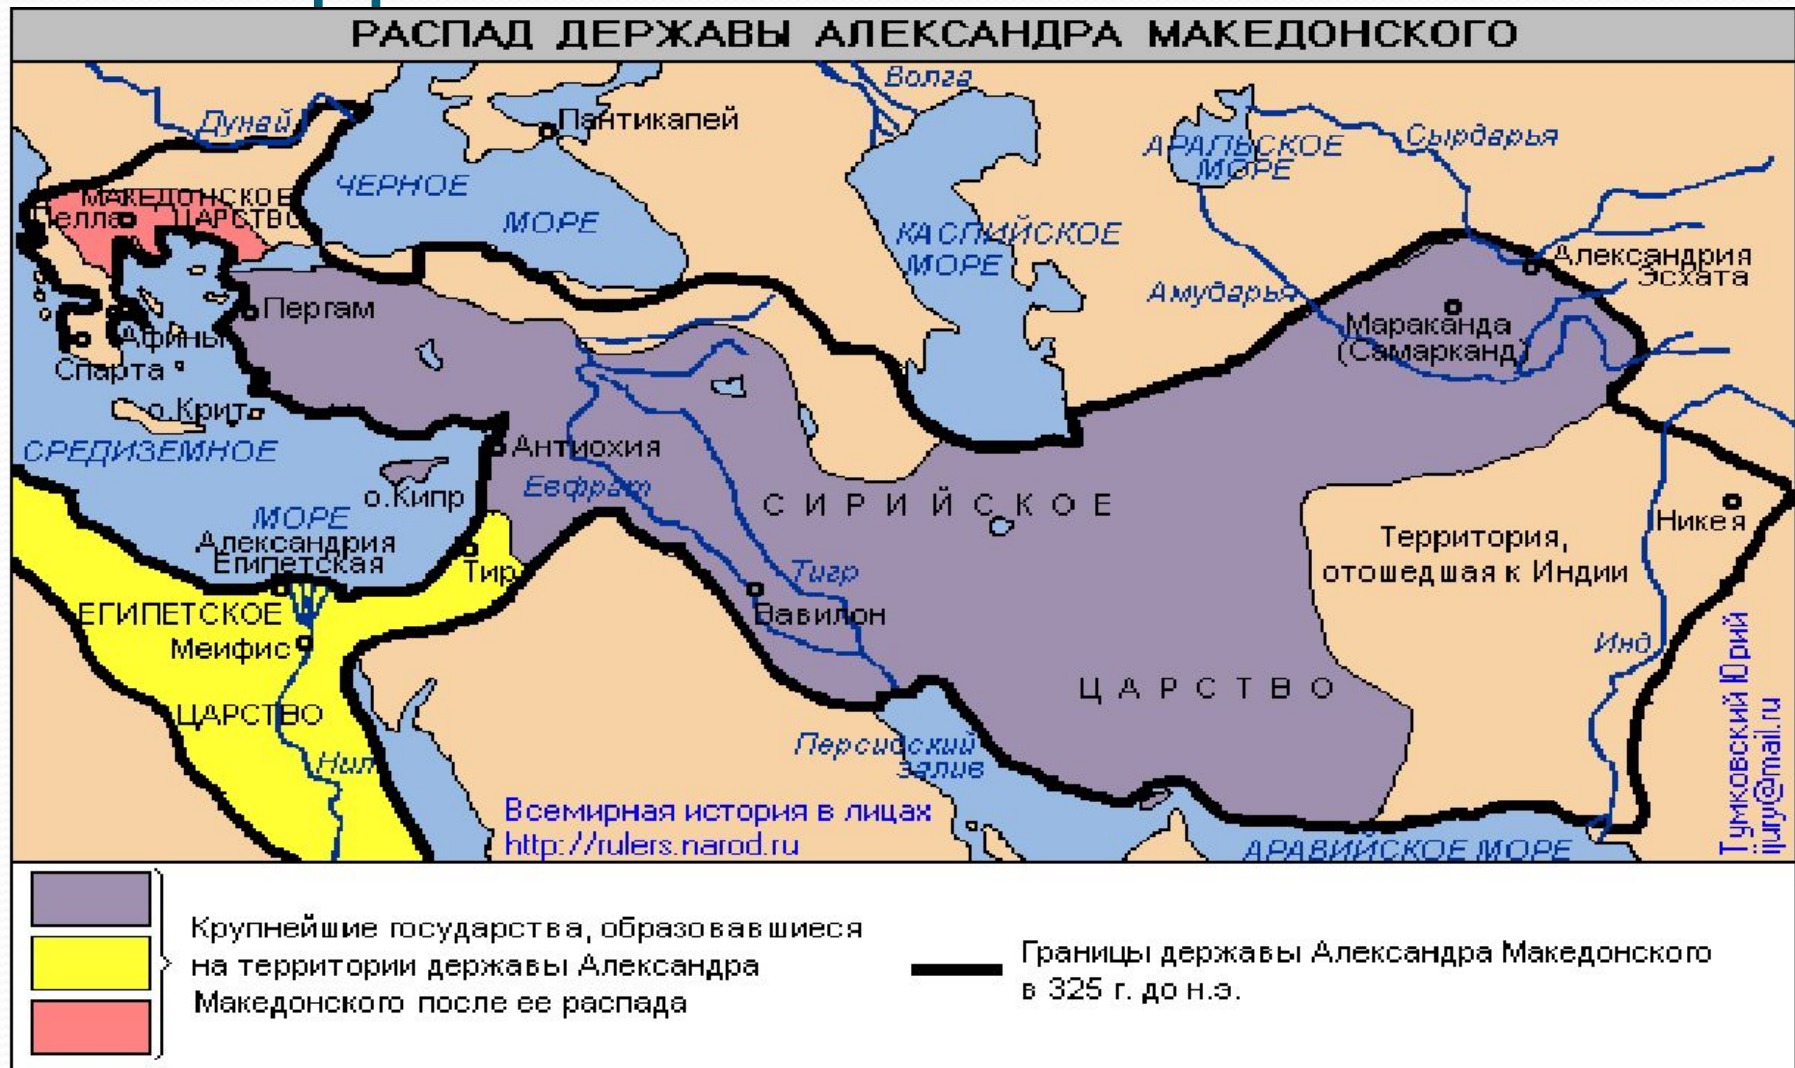 РАСПАД ДЕРЖАВЫ АЛЕКСАНДРА МАКЕДОНСКОГО
Волга
Дунай
Пантикапей
АРАЛЬСКОЕ
МОРЕ
Сырдарья
ЧЕРНОЕ
МОРЕ
МАКЕДОНСКОЕ
ЦАРСТВО
Пелла
КАСПИЙСКОЕ
МОРЕ
Александрия
Эсхата
Амударья
Пергам
Мараканда
(Самарканд)
Афины
Спарта
о.Крит
СРЕДИЗЕМНОЕ
МОРЕ
Антиохия
Евфрат
о.Кипр
СИРИЙСКОЕ
ЦАРСТВО
Никея
Территория,
отошедшая к Индии
Александрия
Египетская
Тир
Тигр
Вавилон
ЕГИПЕТСКОЕ
ЦАРСТВО
Меифис
Инд
Нил
Персидский
залив
Всемирная история в лицах
http://rulers.narod.ru
АРАВИЙСКОЕ МОРЕ
Тумковский Юрий
Крупнейшие государства, образовавшиеся
на территории державы Александра
Македонского после ее распада
Границы державы Александра Македонского
в 325 г. до н.э.